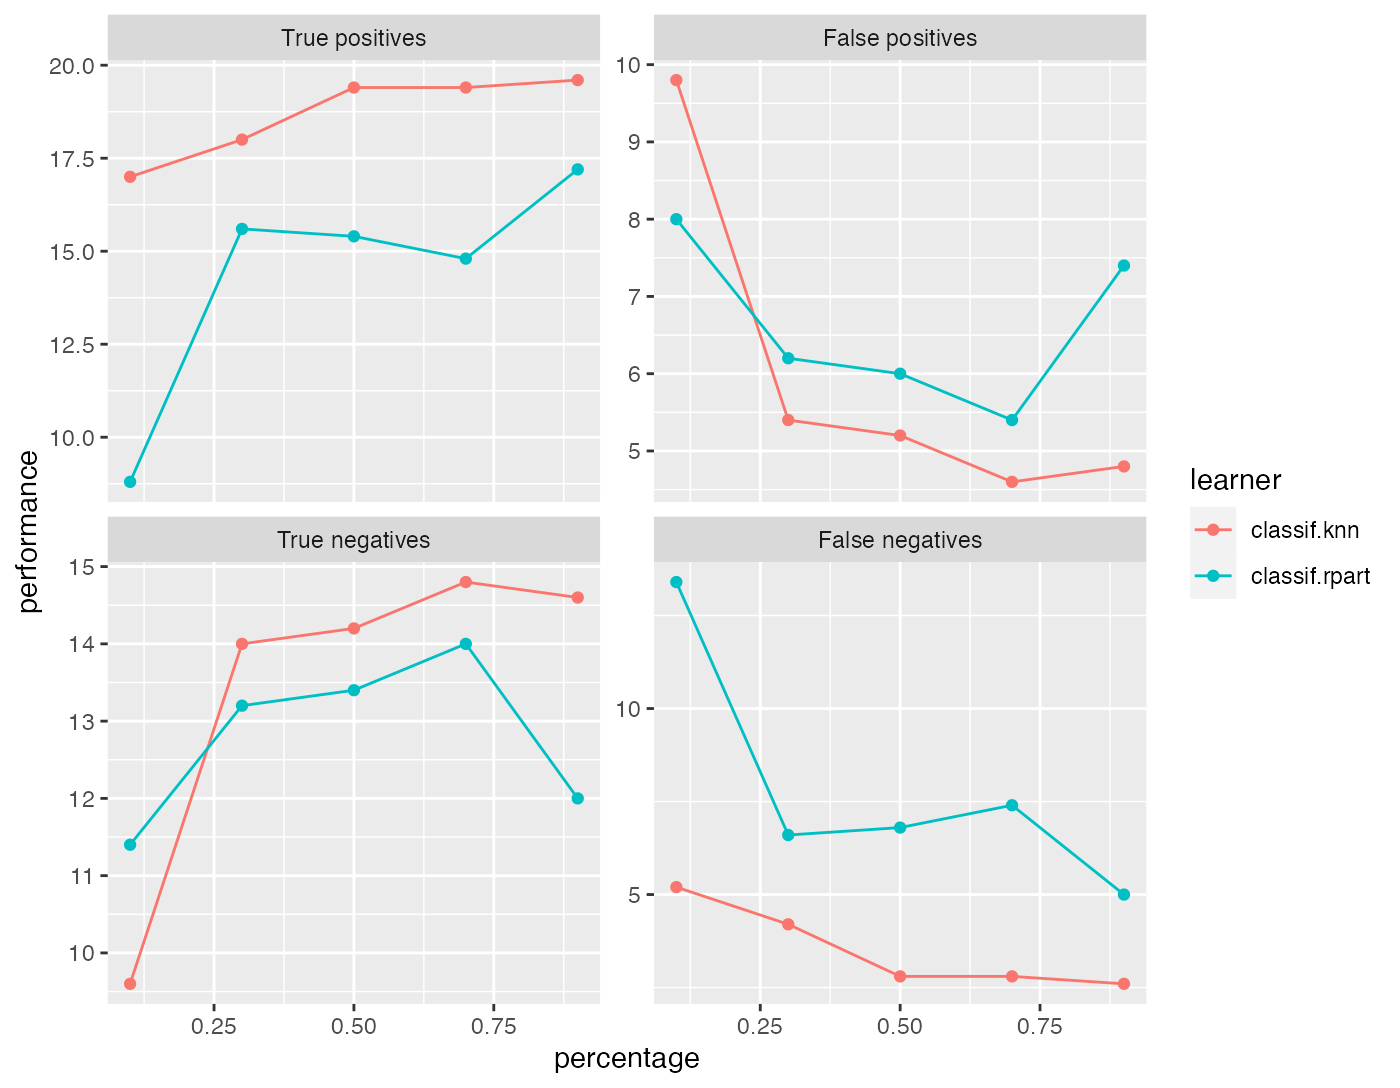 True positives
False positives
20.0
17.5
15.0
12.5
10.0
10
9
8
7
6
5
True negatives
False negatives
15
14
13
12
11
10
10
5
0.25 0.50 0.75
0.25 0.50 0.75
percentage
performance
learner
classif.knn
classif.rpart